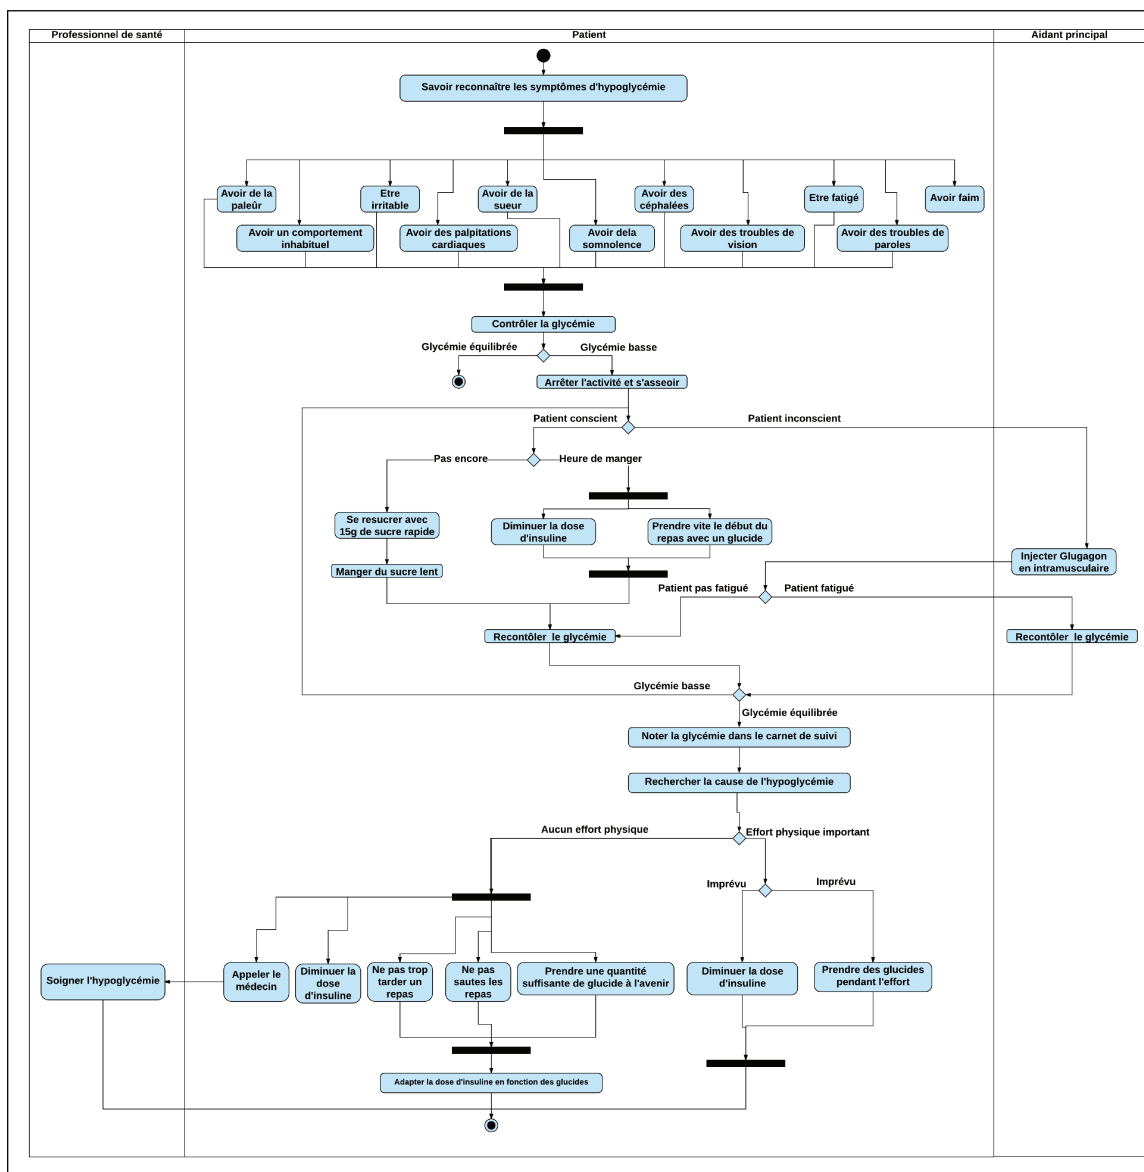 Professionnel de santé
Patient
Aidant principal
Savoir reconnaître les symptômes d'hypoglycémie
Avoir de la
paleûr
Etre
irritable
Avoir de la
sueur
Avoir des
céphalées
Etre fatigé
Avoir faim
Avoir un comportement
inhabituel
Avoir des palpitations
cardiaques
Avoir dela
somnolence
Avoir des troubles de
vision
Avoir des troubles de
paroles
Contrôler la glycémie
Glycémie équilibrée
Glycémie basse
Arrêter l'activité et s'asseoir
Patient conscient
Patient inconscient
Pas encore
Heure de manger
Se resucrer avec
15g de sucre rapide
Diminuer la dose
d'insuline
Prendre vite le début du
repas avec un glucide
Manger du sucre lent
Injecter Glugagon
en intramusculaire
Patient pas fatigué
Patient fatigué
Recontôler le glycémie
Recontôler le glycémie
Glycémie basse
Glycémie équilibrée
Noter la glycémie dans le carnet de suivi
Rechercher la cause de l'hypoglycémie
Aucun effort physique
Effort physique important
Imprévu
Imprévu
Soigner l'hypoglycémie
Appeler le
médecin
Diminuer la
dose
d'insuline
Ne pas trop
tarder un
repas
Ne pas
sautes les
repas
Prendre une quantité
suffisante de glucide à l'avenir
Diminuer la dose
d'insuline
Prendre des glucides
pendant l'effort
Adapter la dose d'insuline en fonction des glucides